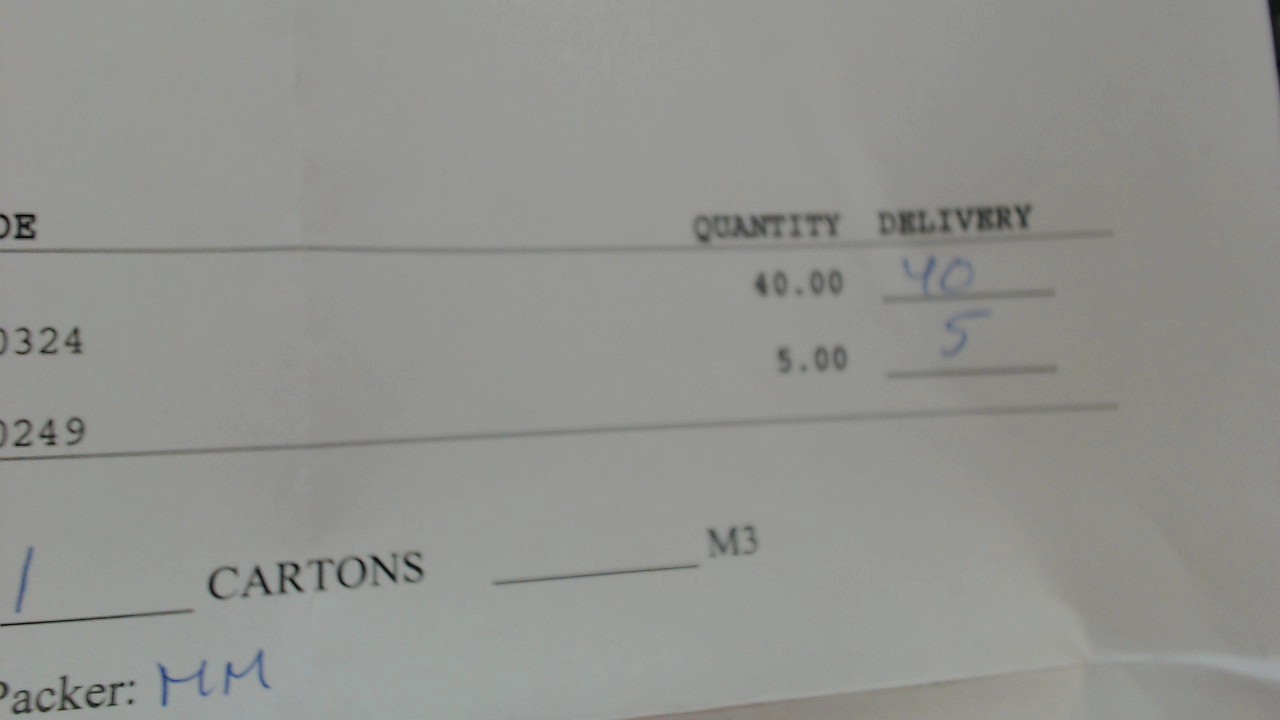 DE QUANTITY DELIVERY
40.00 40
0324
5.00 5
0249
1 CARTONS M3
Packer: MM